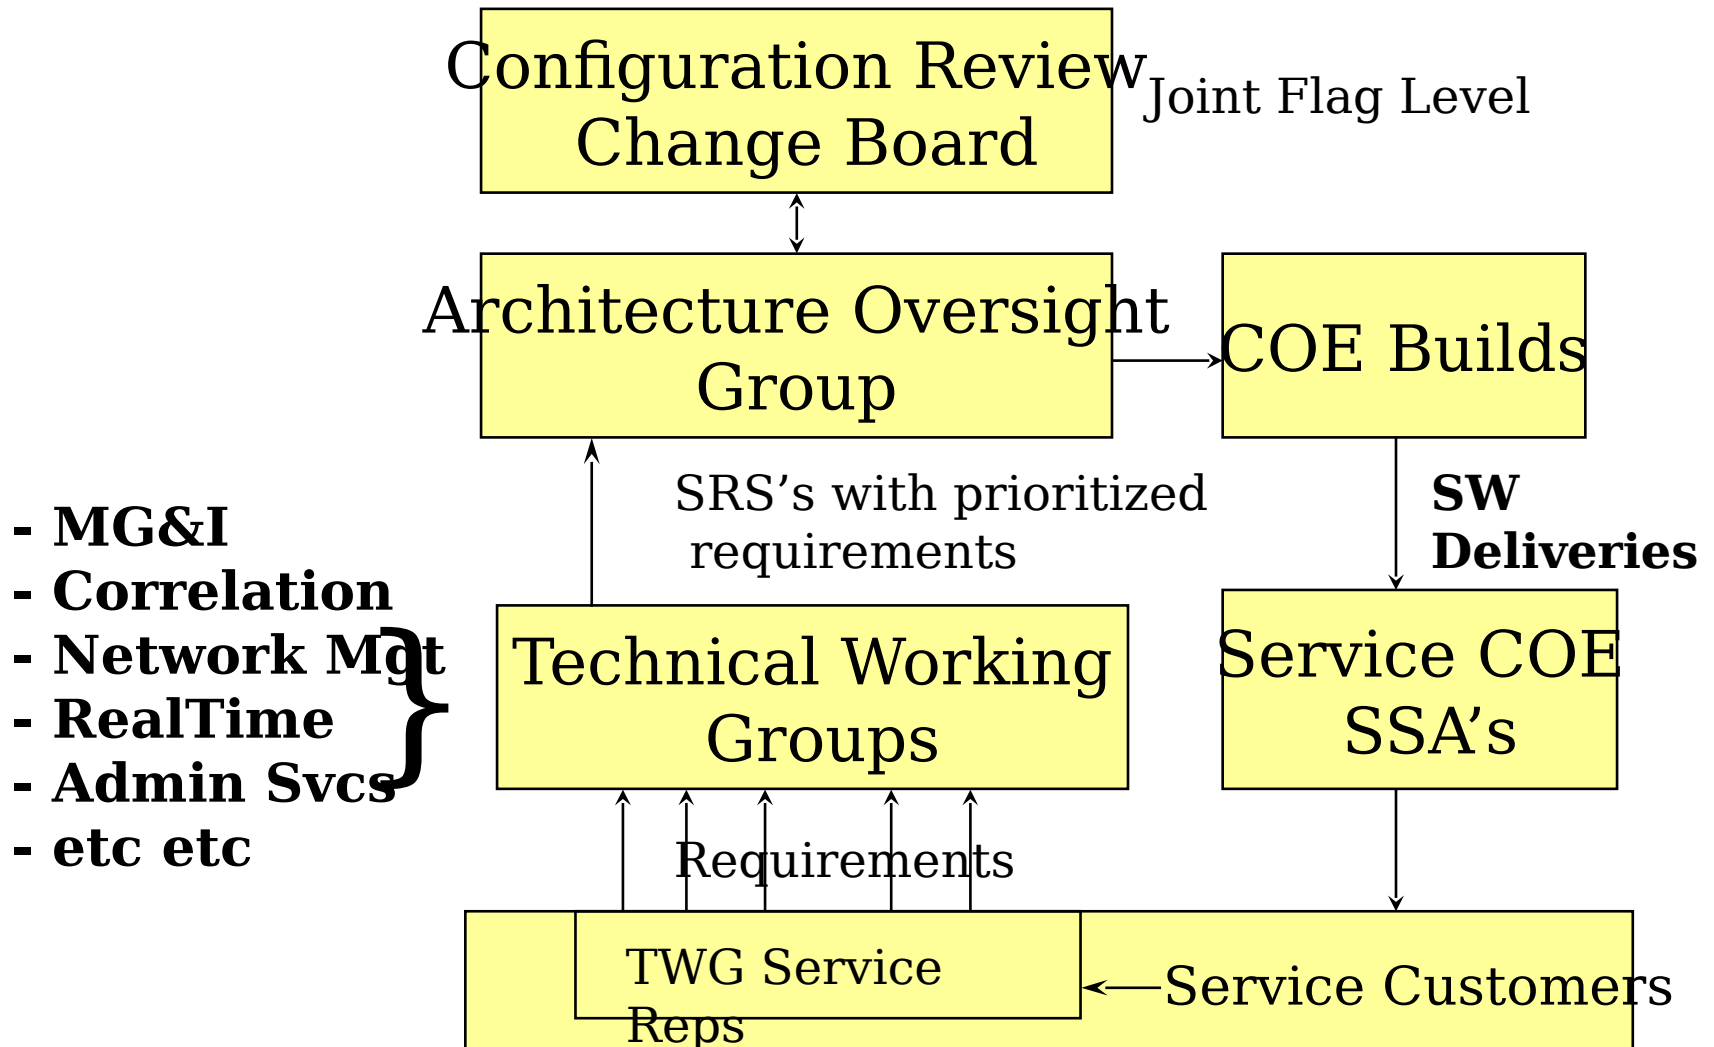 Configuration Review
Change Board
Joint Flag Level
Architecture Oversight
Group
COE Builds
SRS’s with prioritized
requirements
SW
Deliveries
- MG&I
- Correlation
- Network Mgt
- RealTime
- Admin Svcs
- etc etc
}
Technical Working
Groups
Service COE
SSA’s
Requirements
TWG Service
Reps
Service Customers